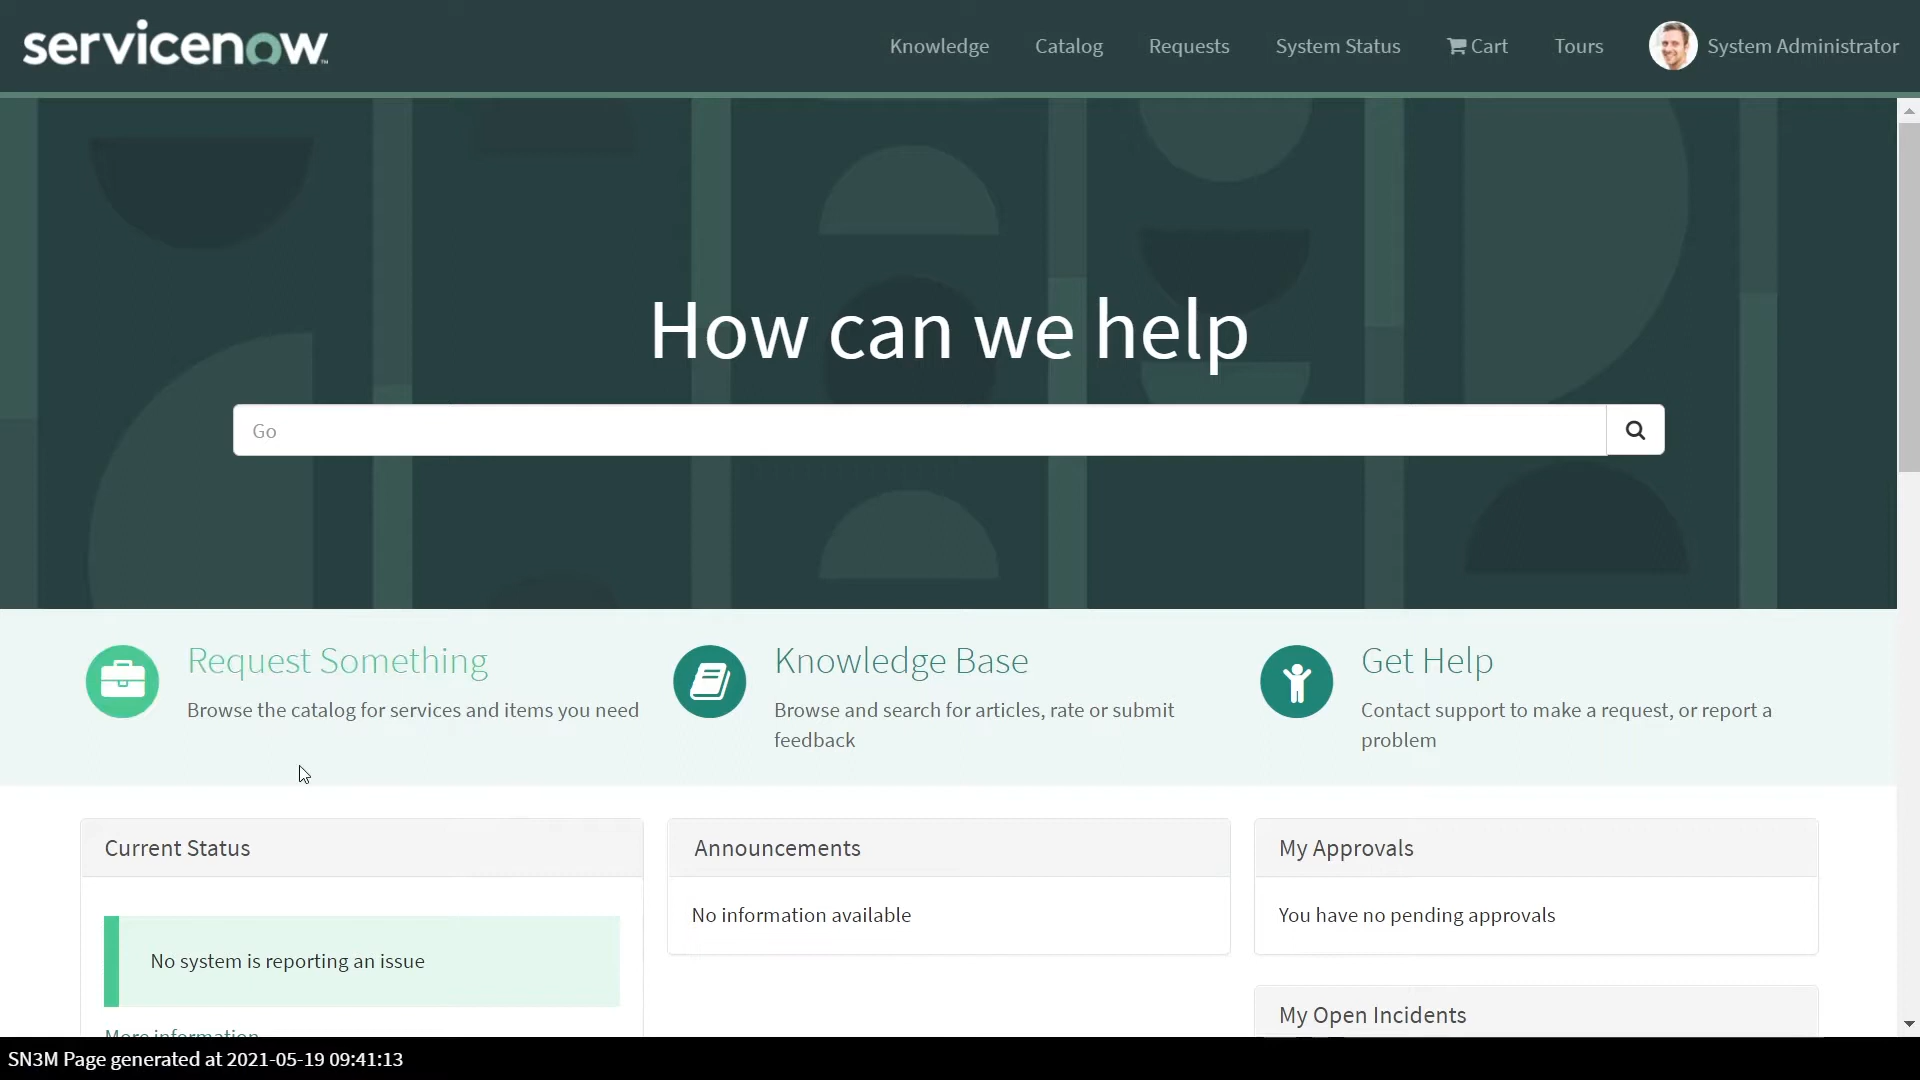 servicenow™
Knowledge
Catalog
Requests
System Status
Cart
Tours
System Administrator
How can we help
Go
Request Something
Browse the catalog for services and items you need
Knowledge Base
Browse and search for articles, rate or submit
feedback
Get Help
Contact support to make a request, or report a
problem
Current Status
No system is reporting an issue
More information
Announcements
No information available
My Approvals
You have no pending approvals
My Open Incidents
SN3M Page generated at 2021-05-19 09:41:13